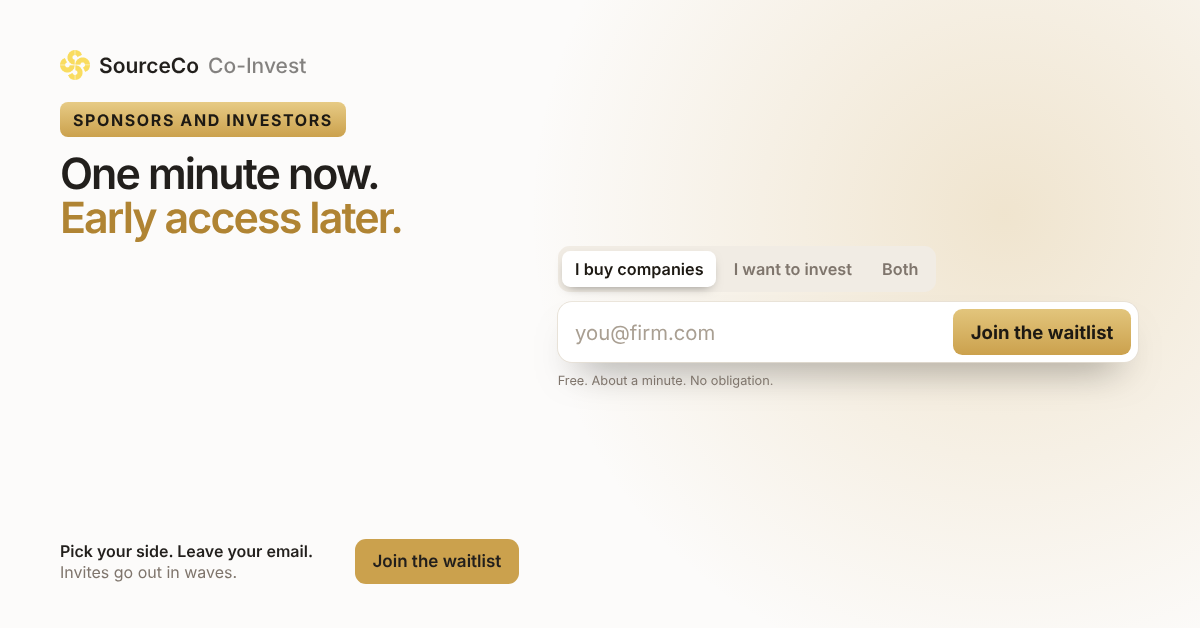 SourceCo Co-Invest
SPONSORS AND INVESTORS
One minute now.
Early access later.
I buy companies I want to invest Both
you@firm.com Join the waitlist
Free. About a minute. No obligation.
Pick your side. Leave your email.
Invites go out in waves.
Join the waitlist